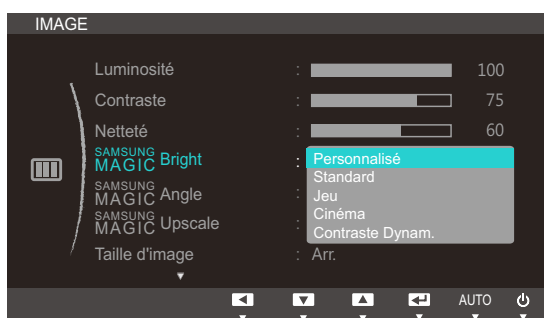 IMAGE
Luminosité : 100
Contraste : 75
Netteté : 60
SAMSUNG MAGIC Bright : Personnalisé
Standard
SAMSUNG MAGIC Angle : Jeu
Cinéma
SAMSUNG MAGIC Upscale : Contraste Dynam.
Taille d'image : Arr.
AUTO